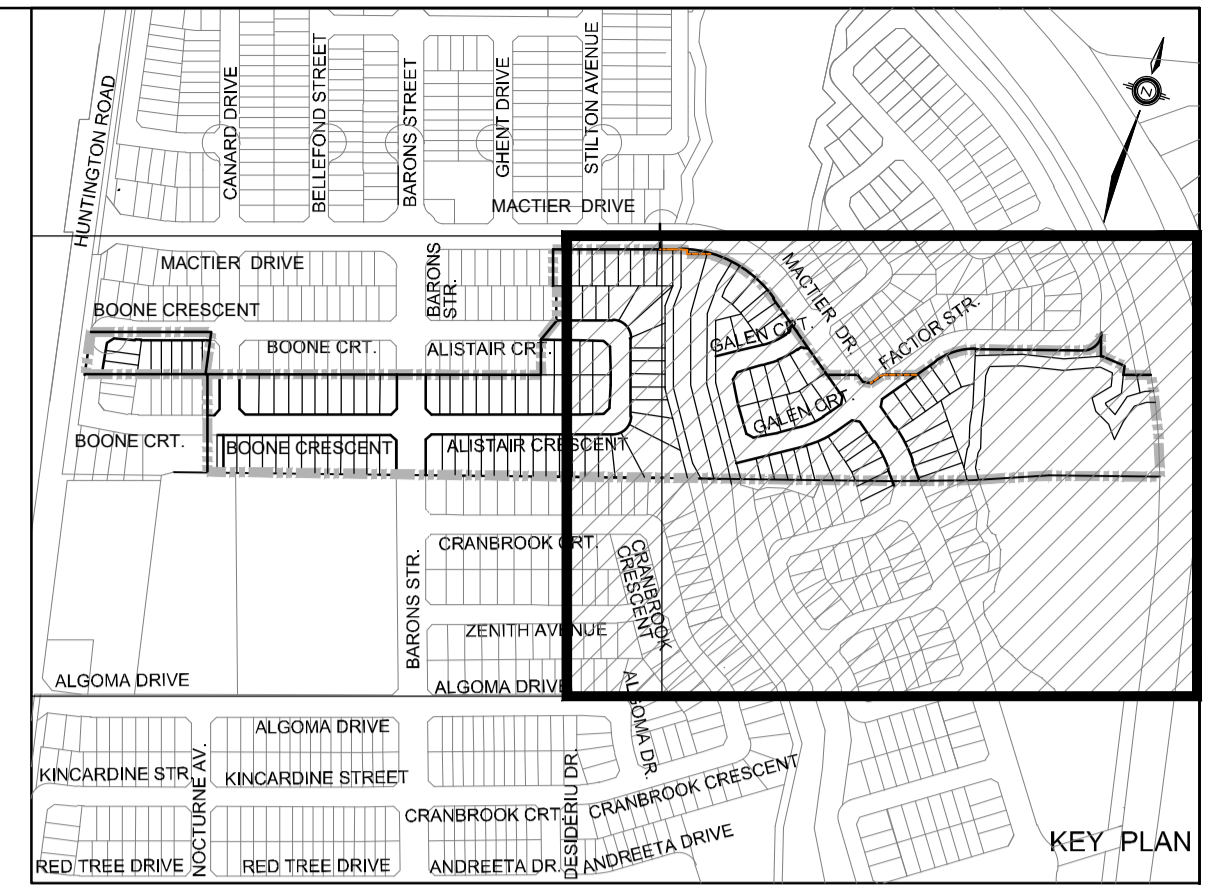 HUNTINGTON ROAD
CANARD DRIVE
BELLEFOND STREET
BARONS STREET
GHENT DRIVE
STILTON AVENUE
N
MACTIER DRIVE
MACTIER DRIVE
BARONS
STR.
MACTIER DR.
BOONE CRESCENT
FACTOR STR.
GALEN CRT.
BOONE CRT.
ALISTAIR CRT.
GALEN CRT.
BOONE CRT.
BOONE CRESCENT
ALISTAIR CRESCENT
CRANBROOK CRT.
CRANBROOK
CRESCENT
BARONS STR.
ZENITH AVENUE
ALGOMA DRIVE
ALGOMA DRIVE
ALGOMA DR.
ALGOMA DRIVE
KINCARDINE STR.
NOCTURNE AV.
KINCARDINE STREET
DESIDERIU DR.
CRANBROOK CRESCENT
CRANBROOK CRT.
RED TREE DRIVE
RED TREE DRIVE
ANDREETA DR.
ANDREETA DRIVE
KEY PLAN